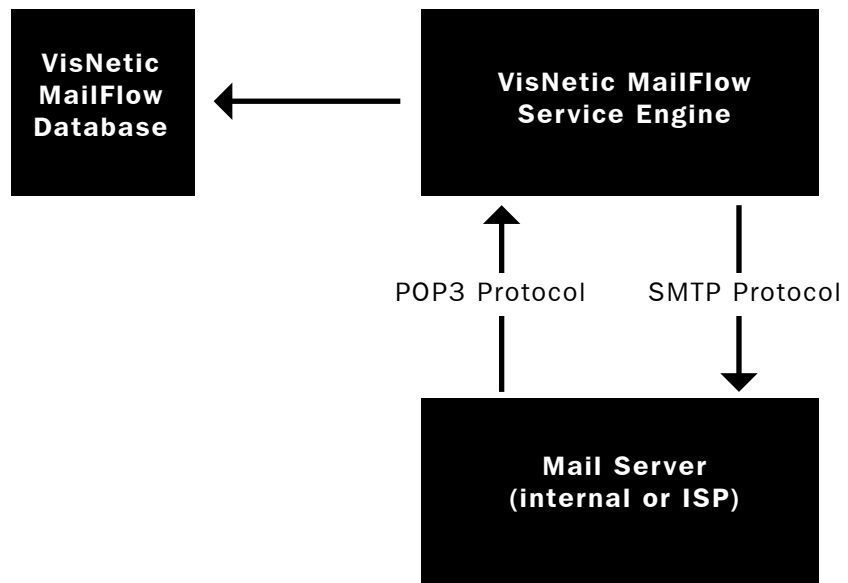 VisNetic
MailFlow
Database
VisNetic MailFlow
Service Engine
POP3 Protocol
SMTP Protocol
Mail Server
(internal or ISP)